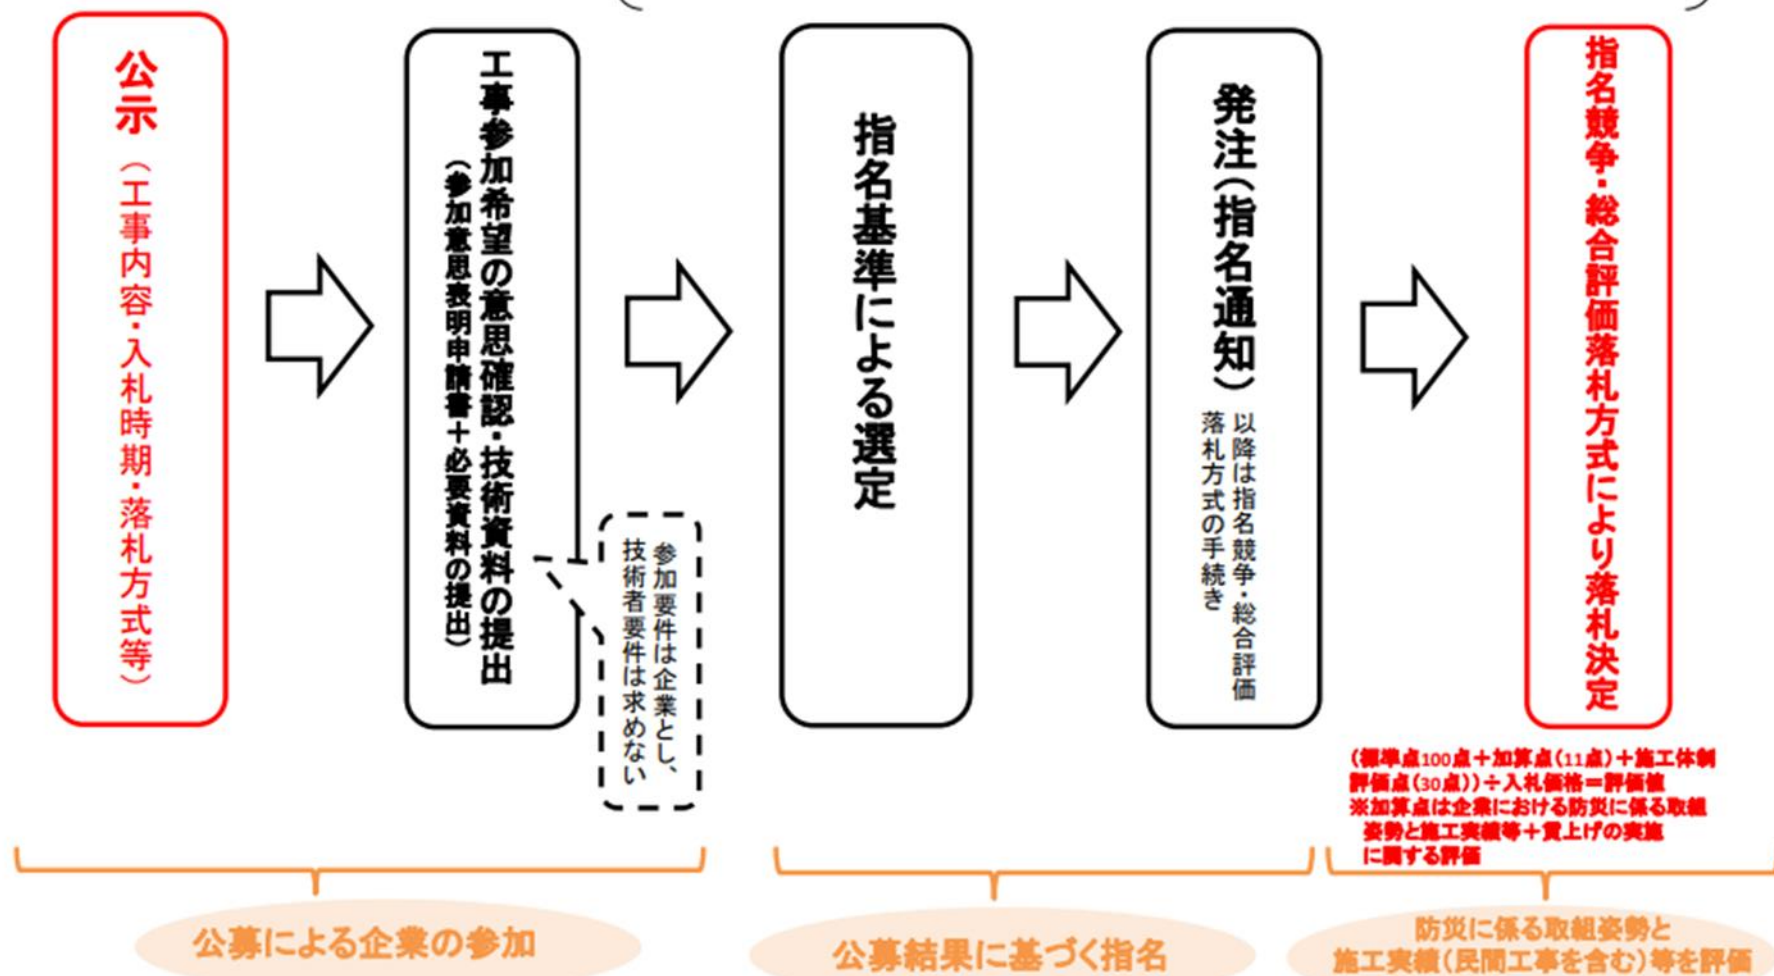 公示（工事内容・入札時期・落札方式等）
工事参加希望の意思確認・技術資料の提出
（参加意思表明申請書＋必要資料の提出）
参加要件は企業とし、
技術者要件は求めない
指名基準による選定
発注（指名通知）
以降は指名競争・総合評価
落札方式の手続き
指名競争・総合評価落札方式により落札決定
(標準点100点＋加算点(11点)＋施工体制
評価点(30点))÷入札価格＝評価値
※加算点は企業における防災に係る取組
姿勢と施工実績等＋賃上げの実施
に関する評価
公募による企業の参加
公募結果に基づく指名
防災に係る取組姿勢と
施工実績(民間工事を含む)等を評価